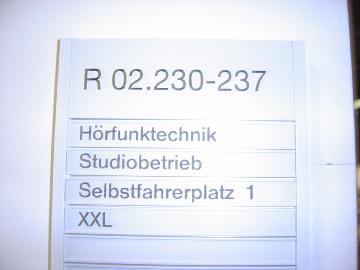 R 02.230-237
Hörfunktechnik
Studiobetrieb
Selbstfahrerplatz 1
XXL